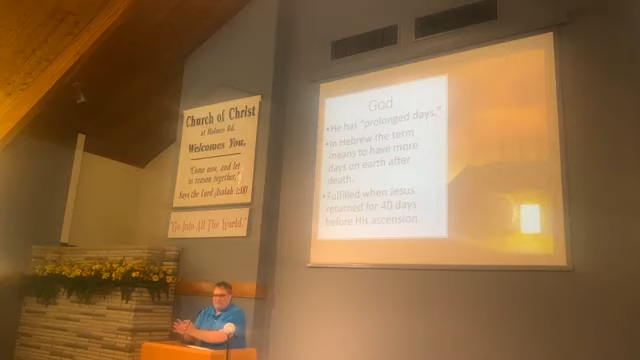 Church of Christ
at Holmes Rd.
Welcomes You.
"Come now, and let
us reason together,"
Says the Lord (Isaiah 1:18)
"Go Into All The World."
God
•He has "prolonged days."
•In Hebrew the term
means to have more
days on earth after
death.
•Fulfilled when Jesus
returned for 40 days
before His ascension.